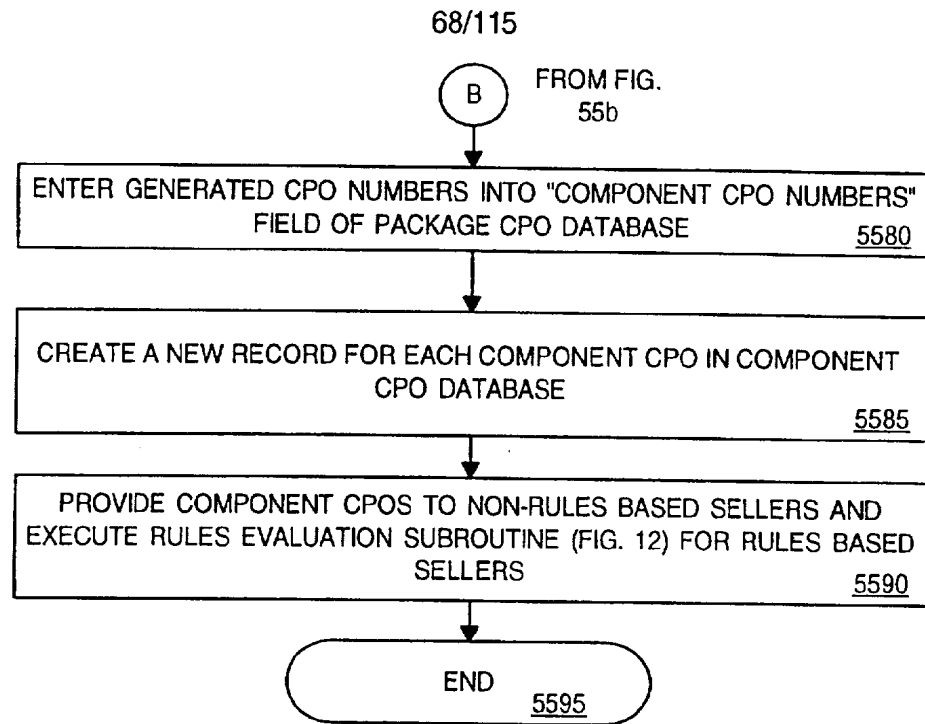 68/115
B
FROM FIG.
55b
ENTER GENERATED CPO NUMBERS INTO "COMPONENT CPO NUMBERS"
FIELD OF PACKAGE CPO DATABASE
5580
CREATE A NEW RECORD FOR EACH COMPONENT CPO IN COMPONENT
CPO DATABASE
5585
PROVIDE COMPONENT CPOS TO NON-RULES BASED SELLERS AND
EXECUTE RULES EVALUATION SUBROUTINE (FIG. 12) FOR RULES BASED
SELLERS
5590
END
5595